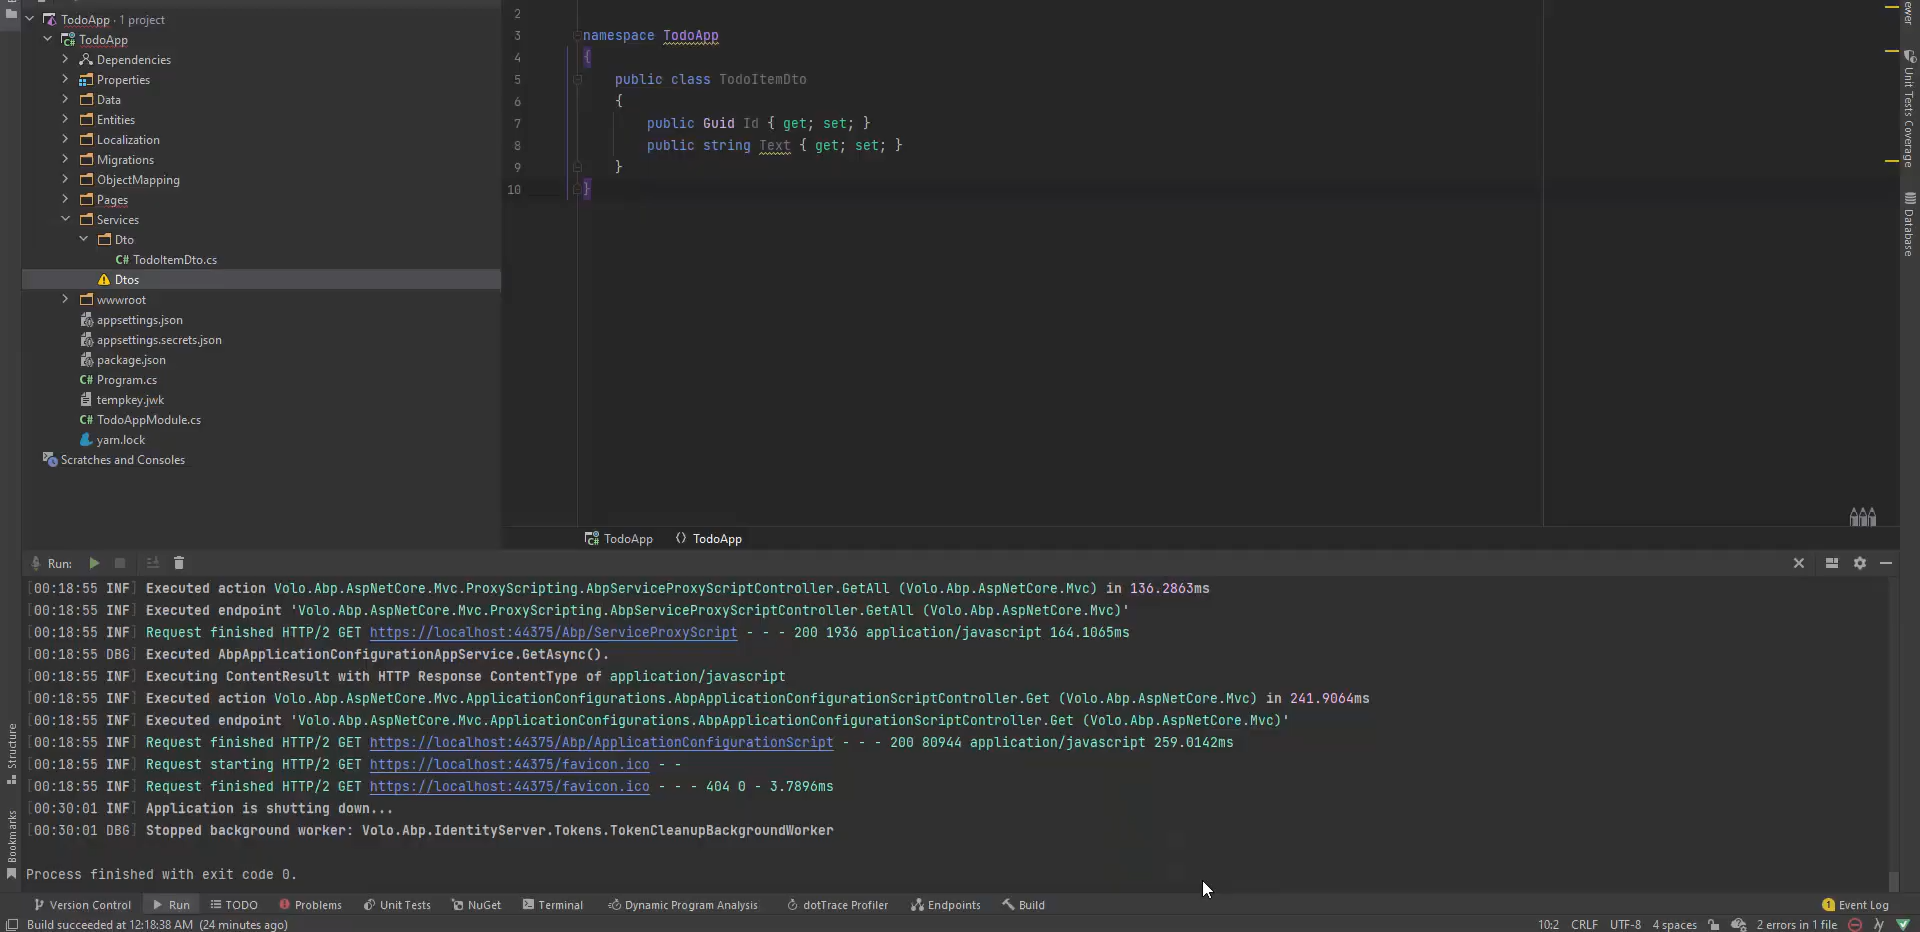 TodoApp · 1 project
TodoApp
Dependencies
Properties
Data
Entities
Localization
Migrations
ObjectMapping
Pages
Services
Dto
C# TodoItemDto.cs
Dtos
wwwroot
appsettings.json
appsettings.secrets.json
package.json
C# Program.cs
tempkey.jwk
C# TodoAppModule.cs
yarn.lock
Scratches and Consoles
2
3 namespace TodoApp
4 {
5 public class TodoItemDto
6 {
7 public Guid Id { get; set; }
8 public string Text { get; set; }
9 }
10 }
TodoApp TodoApp
Unit Tests Coverage
Database
Run:
[00:18:55 INF] Executed action Volo.Abp.AspNetCore.Mvc.ProxyScripting.AbpServiceProxyScriptController.GetAll (Volo.Abp.AspNetCore.Mvc) in 136.2863ms
[00:18:55 INF] Executed endpoint 'Volo.Abp.AspNetCore.Mvc.ProxyScripting.AbpServiceProxyScriptController.GetAll (Volo.Abp.AspNetCore.Mvc)'
[00:18:55 INF] Request finished HTTP/2 GET https://localhost:44375/Abp/ServiceProxyScript - - - 200 1936 application/javascript 164.1065ms
[00:18:55 DBG] Executed AbpApplicationConfigurationAppService.GetAsync().
[00:18:55 INF] Executing ContentResult with HTTP Response ContentType of application/javascript
[00:18:55 INF] Executed action Volo.Abp.AspNetCore.Mvc.ApplicationConfigurations.AbpApplicationConfigurationScriptController.Get (Volo.Abp.AspNetCore.Mvc) in 241.9064ms
[00:18:55 INF] Executed endpoint 'Volo.Abp.AspNetCore.Mvc.ApplicationConfigurations.AbpApplicationConfigurationScriptController.Get (Volo.Abp.AspNetCore.Mvc)'
[00:18:55 INF] Request finished HTTP/2 GET https://localhost:44375/Abp/ApplicationConfigurationScript - - - 200 80944 application/javascript 259.0142ms
[00:18:55 INF] Request starting HTTP/2 GET https://localhost:44375/favicon.ico - -
[00:18:55 INF] Request finished HTTP/2 GET https://localhost:44375/favicon.ico - - - 404 0 - 3.7896ms
[00:30:01 INF] Application is shutting down...
[00:30:01 DBG] Stopped background worker: Volo.Abp.IdentityServer.Tokens.TokenCleanupBackgroundWorker
Process finished with exit code 0.
Structure
Bookmarks
Version Control Run TODO Problems Unit Tests NuGet Terminal Dynamic Program Analysis dotTrace Profiler Endpoints Build 1 Event Log
Build succeeded at 12:18:38 AM (24 minutes ago) 10:2 CRLF UTF-8 4 spaces 2 errors in 1 file